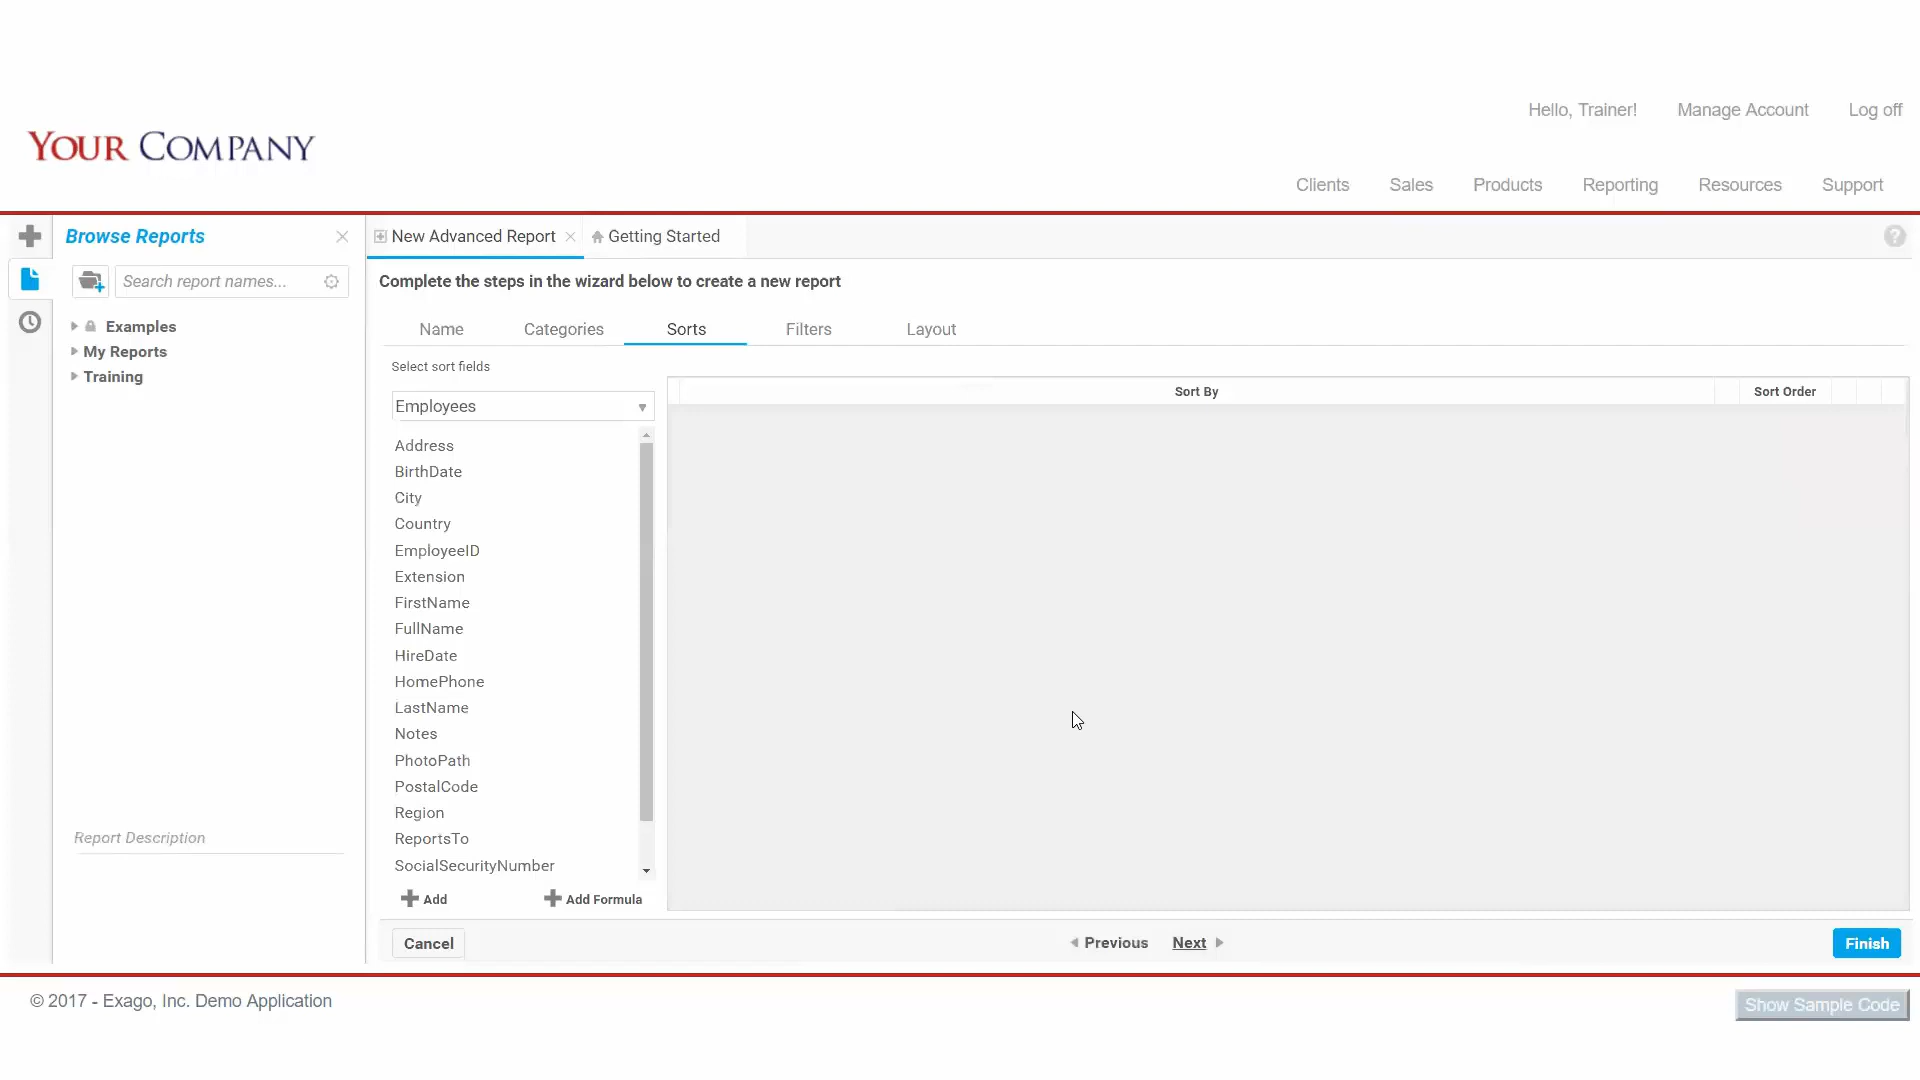 Hello, Trainer! Manage Account Log off
YOUR COMPANY
Clients Sales Products Reporting Resources Support
Browse Reports
New Advanced Report Getting Started
Search report names...
Complete the steps in the wizard below to create a new report
Examples
My Reports
Training
Name Categories Sorts Filters Layout
Select sort fields
Employees
Sort By Sort Order
Address
BirthDate
City
Country
EmployeeID
Extension
FirstName
FullName
HireDate
HomePhone
LastName
Notes
PhotoPath
PostalCode
Region
ReportsTo
SocialSecurityNumber
Report Description
Add Add Formula
Cancel Previous Next Finish
© 2017 - Exago, Inc. Demo Application
Show Sample Code